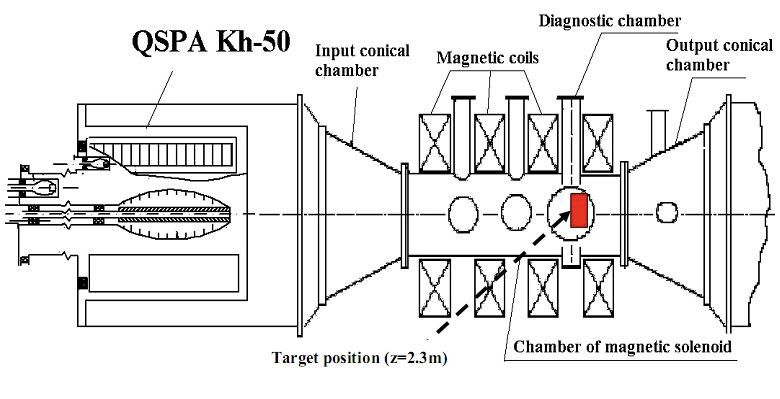 QSPA Kh-50
Input conical
chamber
Magnetic coils
Diagnostic chamber
Output conical
chamber
Target position (z=2.3m)
Chamber of magnetic solenoid